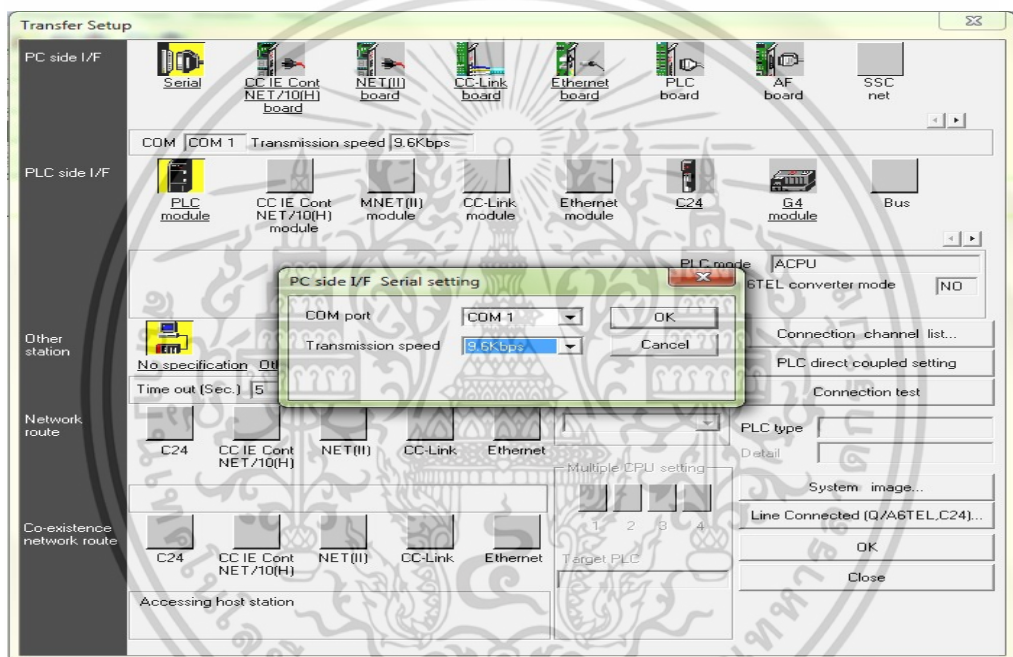 Transfer Setup
PC side I/F
Serial
CC IE Cont NET/10(H) board
NET(II) board
CC-Link board
Ethernet board
PLC board
AF board
SSC net
COM COM 1 Transmission speed 9.6Kbps
PLC side I/F
PLC module
CC IE Cont NET/10(H) module
MNET(II) module
CC-Link module
Ethernet module
C24
G4 module
Bus
PLC mode ACPU
6TEL converter mode NO
PC side I/F Serial setting
COM port COM 1 OK
Transmission speed 9.6Kbps Cancel
Other station
No specification
Time out (Sec.) 5
Connection channel list...
PLC direct coupled setting
Connection test
PLC type
Detail
System image...
Line Connected (Q/A6TEL,C24)...
OK
Close
Network route
C24
CC IE Cont NET/10(H)
NET(II)
CC-Link
Ethernet
Multiple CPU setting
1 2 3 4
Target PLC
Co-existence network route
C24
CC IE Cont NET/10(H)
NET(II)
CC-Link
Ethernet
Accessing host station